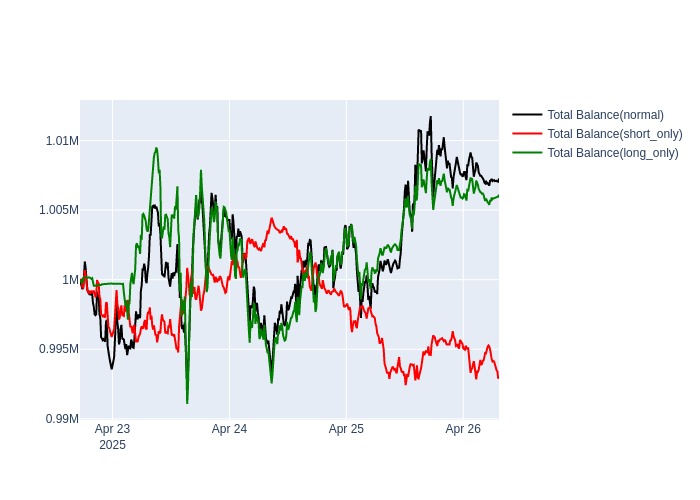 Total Balance(normal)
Total Balance(short_only)
Total Balance(long_only)
1.01M
1.005M
1M
0.995M
0.99M
Apr 23
2025
Apr 24
Apr 25
Apr 26